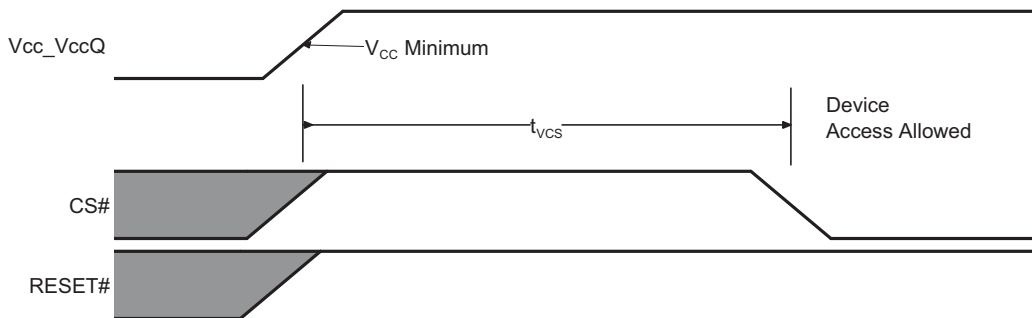 Vcc_VccQ
VCC Minimum
tVCS
Device
Access Allowed
CS#
RESET#